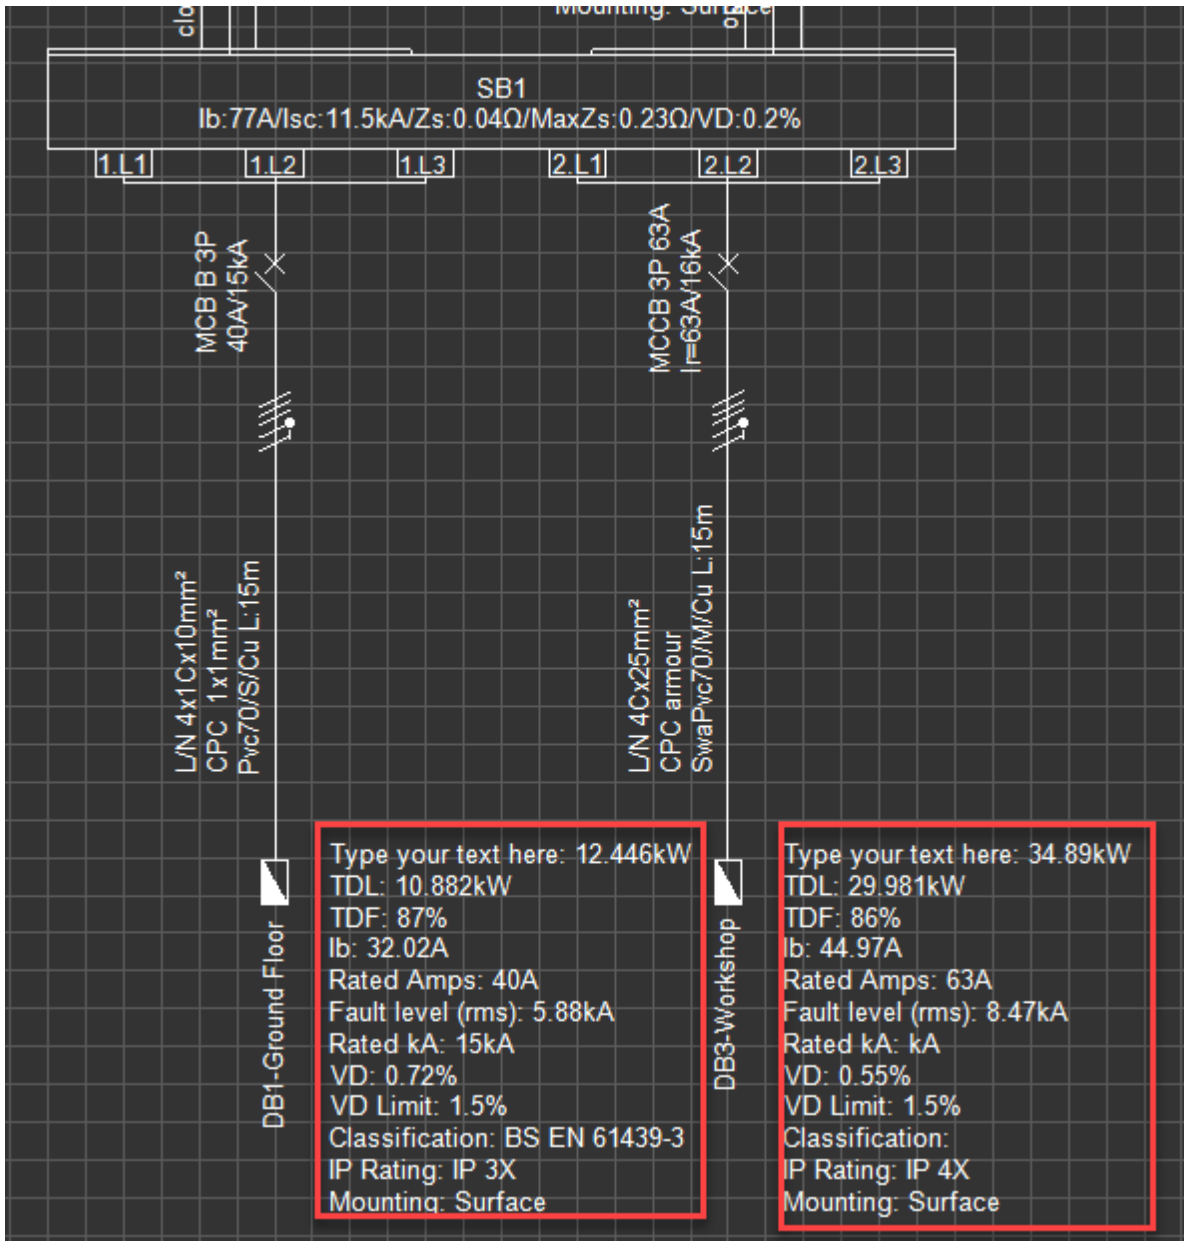 Mounting: Surface
SB1
Ib:77A/Isc:11.5kA/Zs:0.04Ω/MaxZs:0.23Ω/VD:0.2%
1.L1 1.L2 1.L3 2.L1 2.L2 2.L3
MCB B 3P
40A/15kA
MCCB 3P 63A
Ir=63A/16kA
L/N 4x1Cx10mm²
CPC 1x1mm²
Pvc70/S/Cu L:15m
L/N 4Cx25mm²
CPC armour
SwaPvc70/M/Cu L:15m
DB1-Ground Floor
Type your text here: 12.446kW
TDL: 10.882kW
TDF: 87%
Ib: 32.02A
Rated Amps: 40A
Fault level (rms): 5.88kA
Rated kA: 15kA
VD: 0.72%
VD Limit: 1.5%
Classification: BS EN 61439-3
IP Rating: IP 3X
Mounting: Surface
DB3-Workshop
Type your text here: 34.89kW
TDL: 29.981kW
TDF: 86%
Ib: 44.97A
Rated Amps: 63A
Fault level (rms): 8.47kA
Rated kA: kA
VD: 0.55%
VD Limit: 1.5%
Classification:
IP Rating: IP 4X
Mounting: Surface